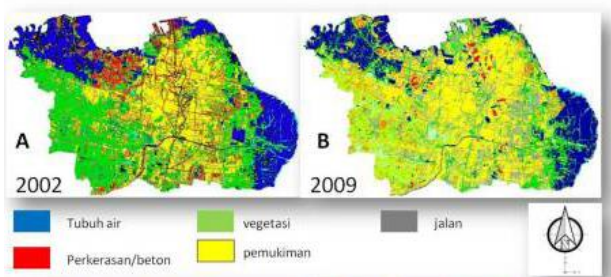 A
2002
B
2009
Tubuh air
vegetasi
jalan
Perkerasan/beton
pemukiman